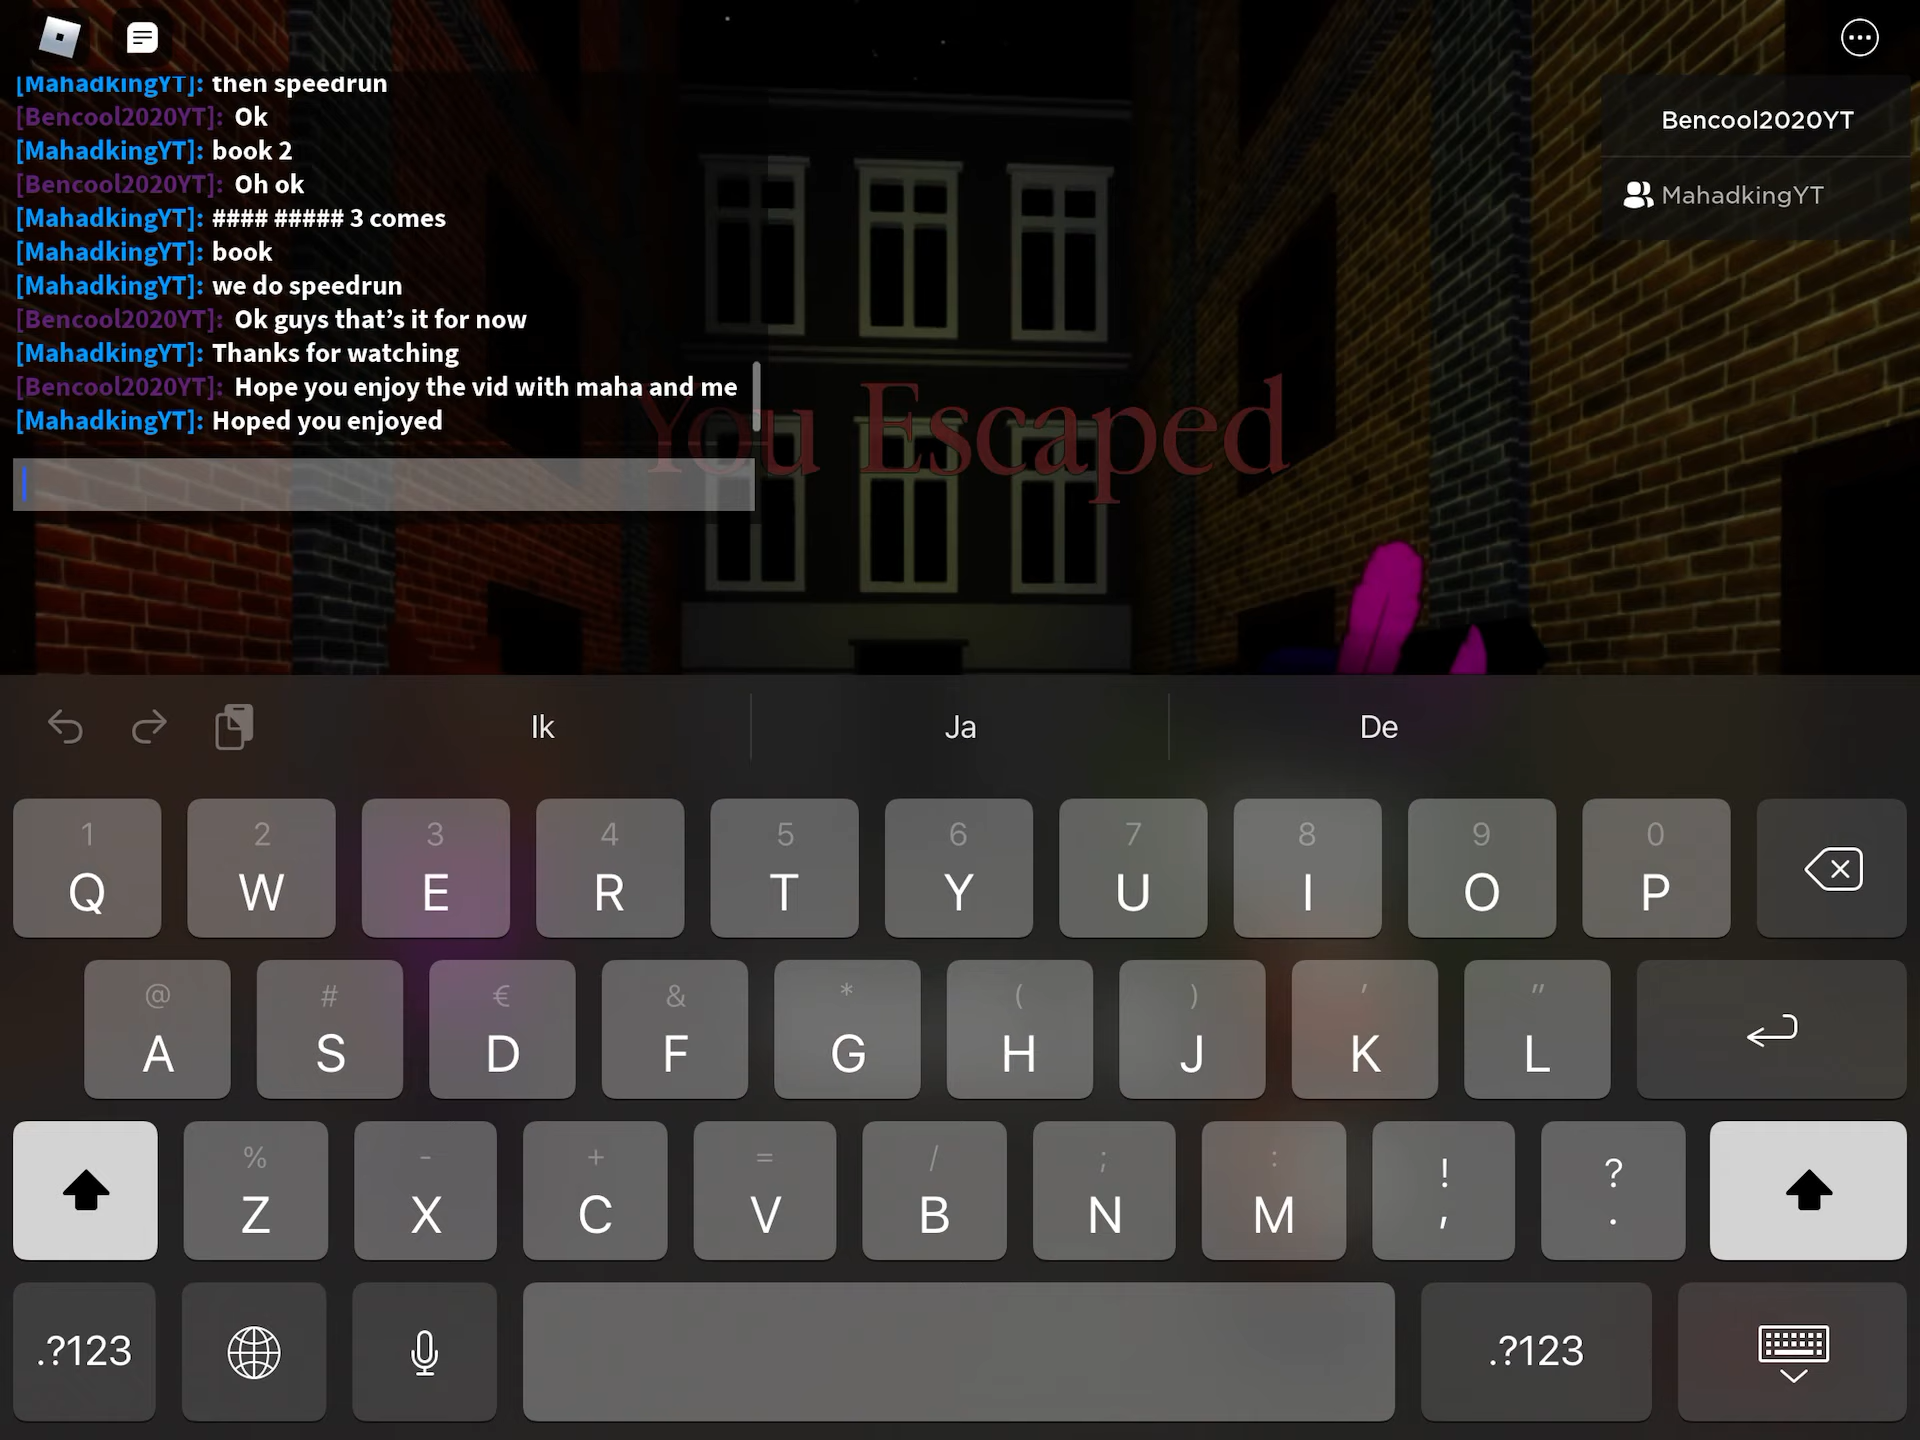 [MahadkingYT]: then speedrun
[Bencool2020YT]: Ok
[MahadkingYT]: book 2
[Bencool2020YT]: Oh ok
[MahadkingYT]: #### ##### 3 comes
[MahadkingYT]: book
[MahadkingYT]: we do speedrun
[Bencool2020YT]: Ok guys that’s it for now
[MahadkingYT]: Thanks for watching
[Bencool2020YT]: Hope you enjoy the vid with maha and me
[MahadkingYT]: Hoped you enjoyed
Bencool2020YT
MahadkingYT
You Escaped
Ik Ja De
1 2 3 4 5 6 7 8 9 0
Q W E R T Y U I O P
@ # € & * ( ) ' "
A S D F G H J K L
% - + = / ; : ! ?
Z X C V B N M , .
.?123 .?123